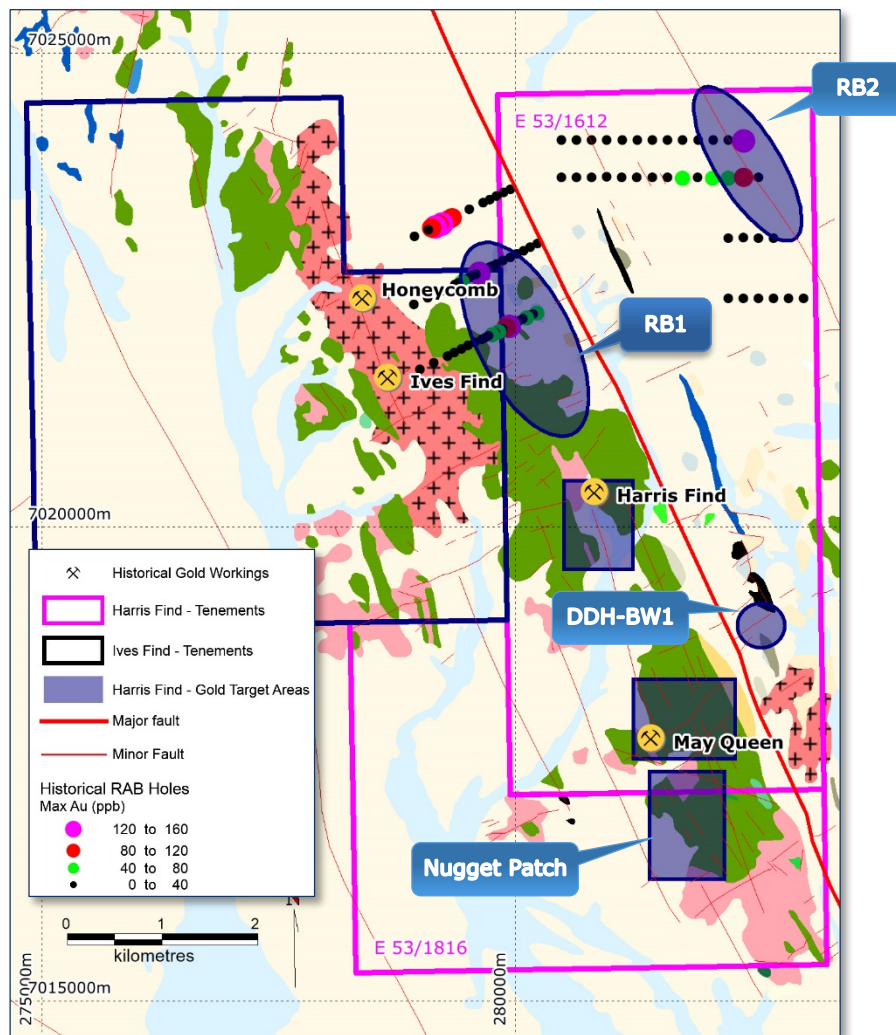 7025000m
RB2
E 53/1612
Honeycomb
RB1
Ives Find
Harris Find
7020000m
DDH-BW1
May Queen
Nugget Patch
Historical Gold Workings
Harris Find - Tenements
Ives Find - Tenements
Harris Find - Gold Target Areas
Major fault
Minor Fault
Historical RAB Holes
Max Au (ppb)
120 to 160
80 to 120
40 to 80
0 to 40
0 1 2
kilometres
E 53/1816
275000m
7015000m
280000m